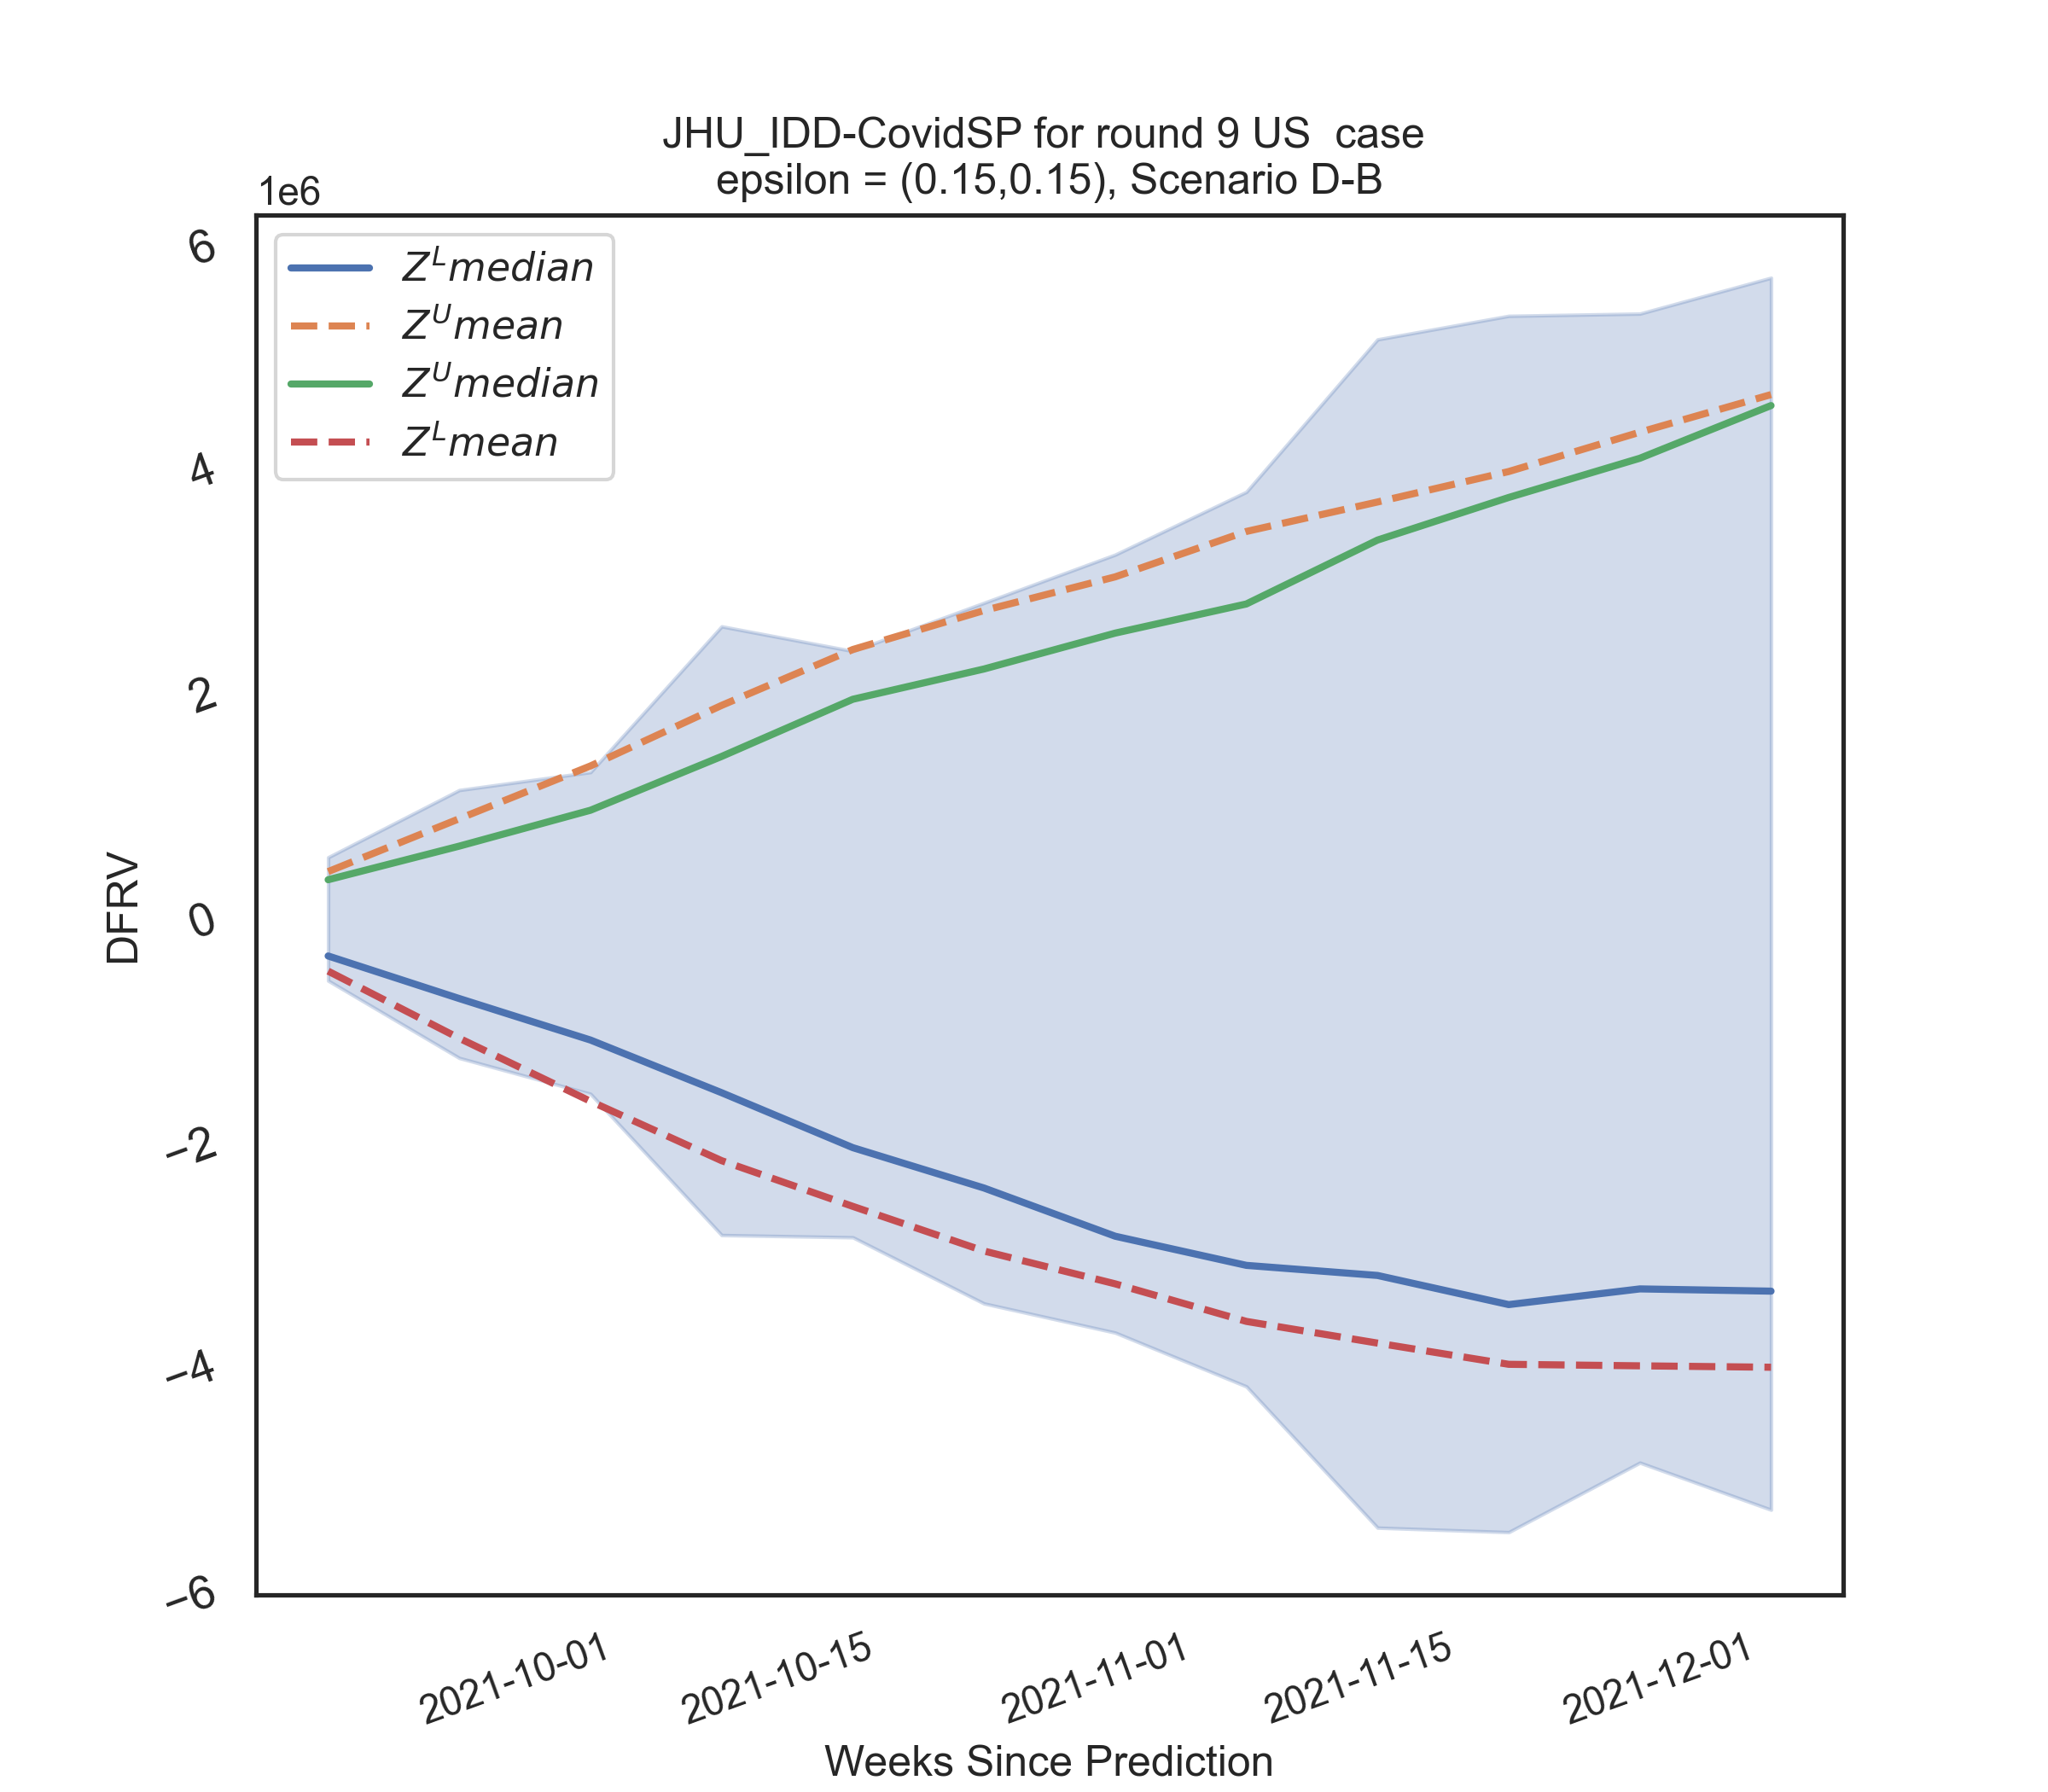 JHU_IDD-CovidSP for round 9 US  case
epsilon = (0.15,0.15), Scenario D-B
1e6
Z^L median
Z^U mean
Z^U median
Z^L mean
6
4
2
0
−2
−4
−6
DFRV
2021-10-01
2021-10-15
2021-11-01
2021-11-15
2021-12-01
Weeks Since Prediction